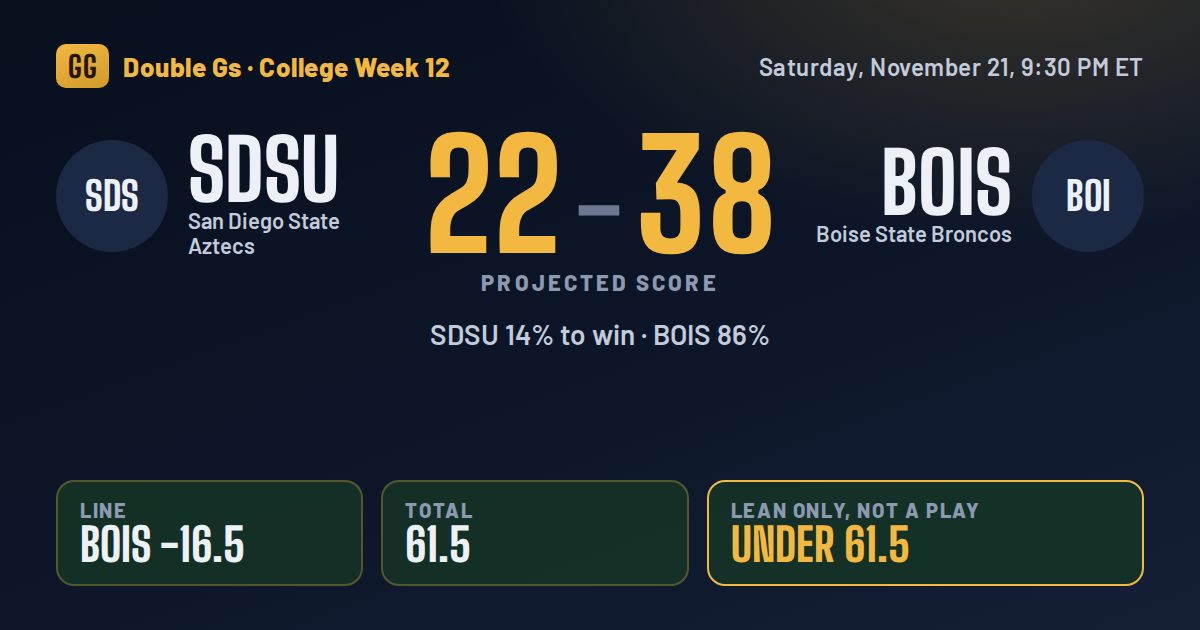 GG
Double Gs · College Week 12
Saturday, November 21, 9:30 PM ET
SDS
SDSU
San Diego State
Aztecs
22 – 38
PROJECTED SCORE
SDSU 14% to win · BOIS 86%
BOIS
Boise State Broncos
BOI
LINE
BOIS −16.5
TOTAL
61.5
LEAN ONLY, NOT A PLAY
UNDER 61.5